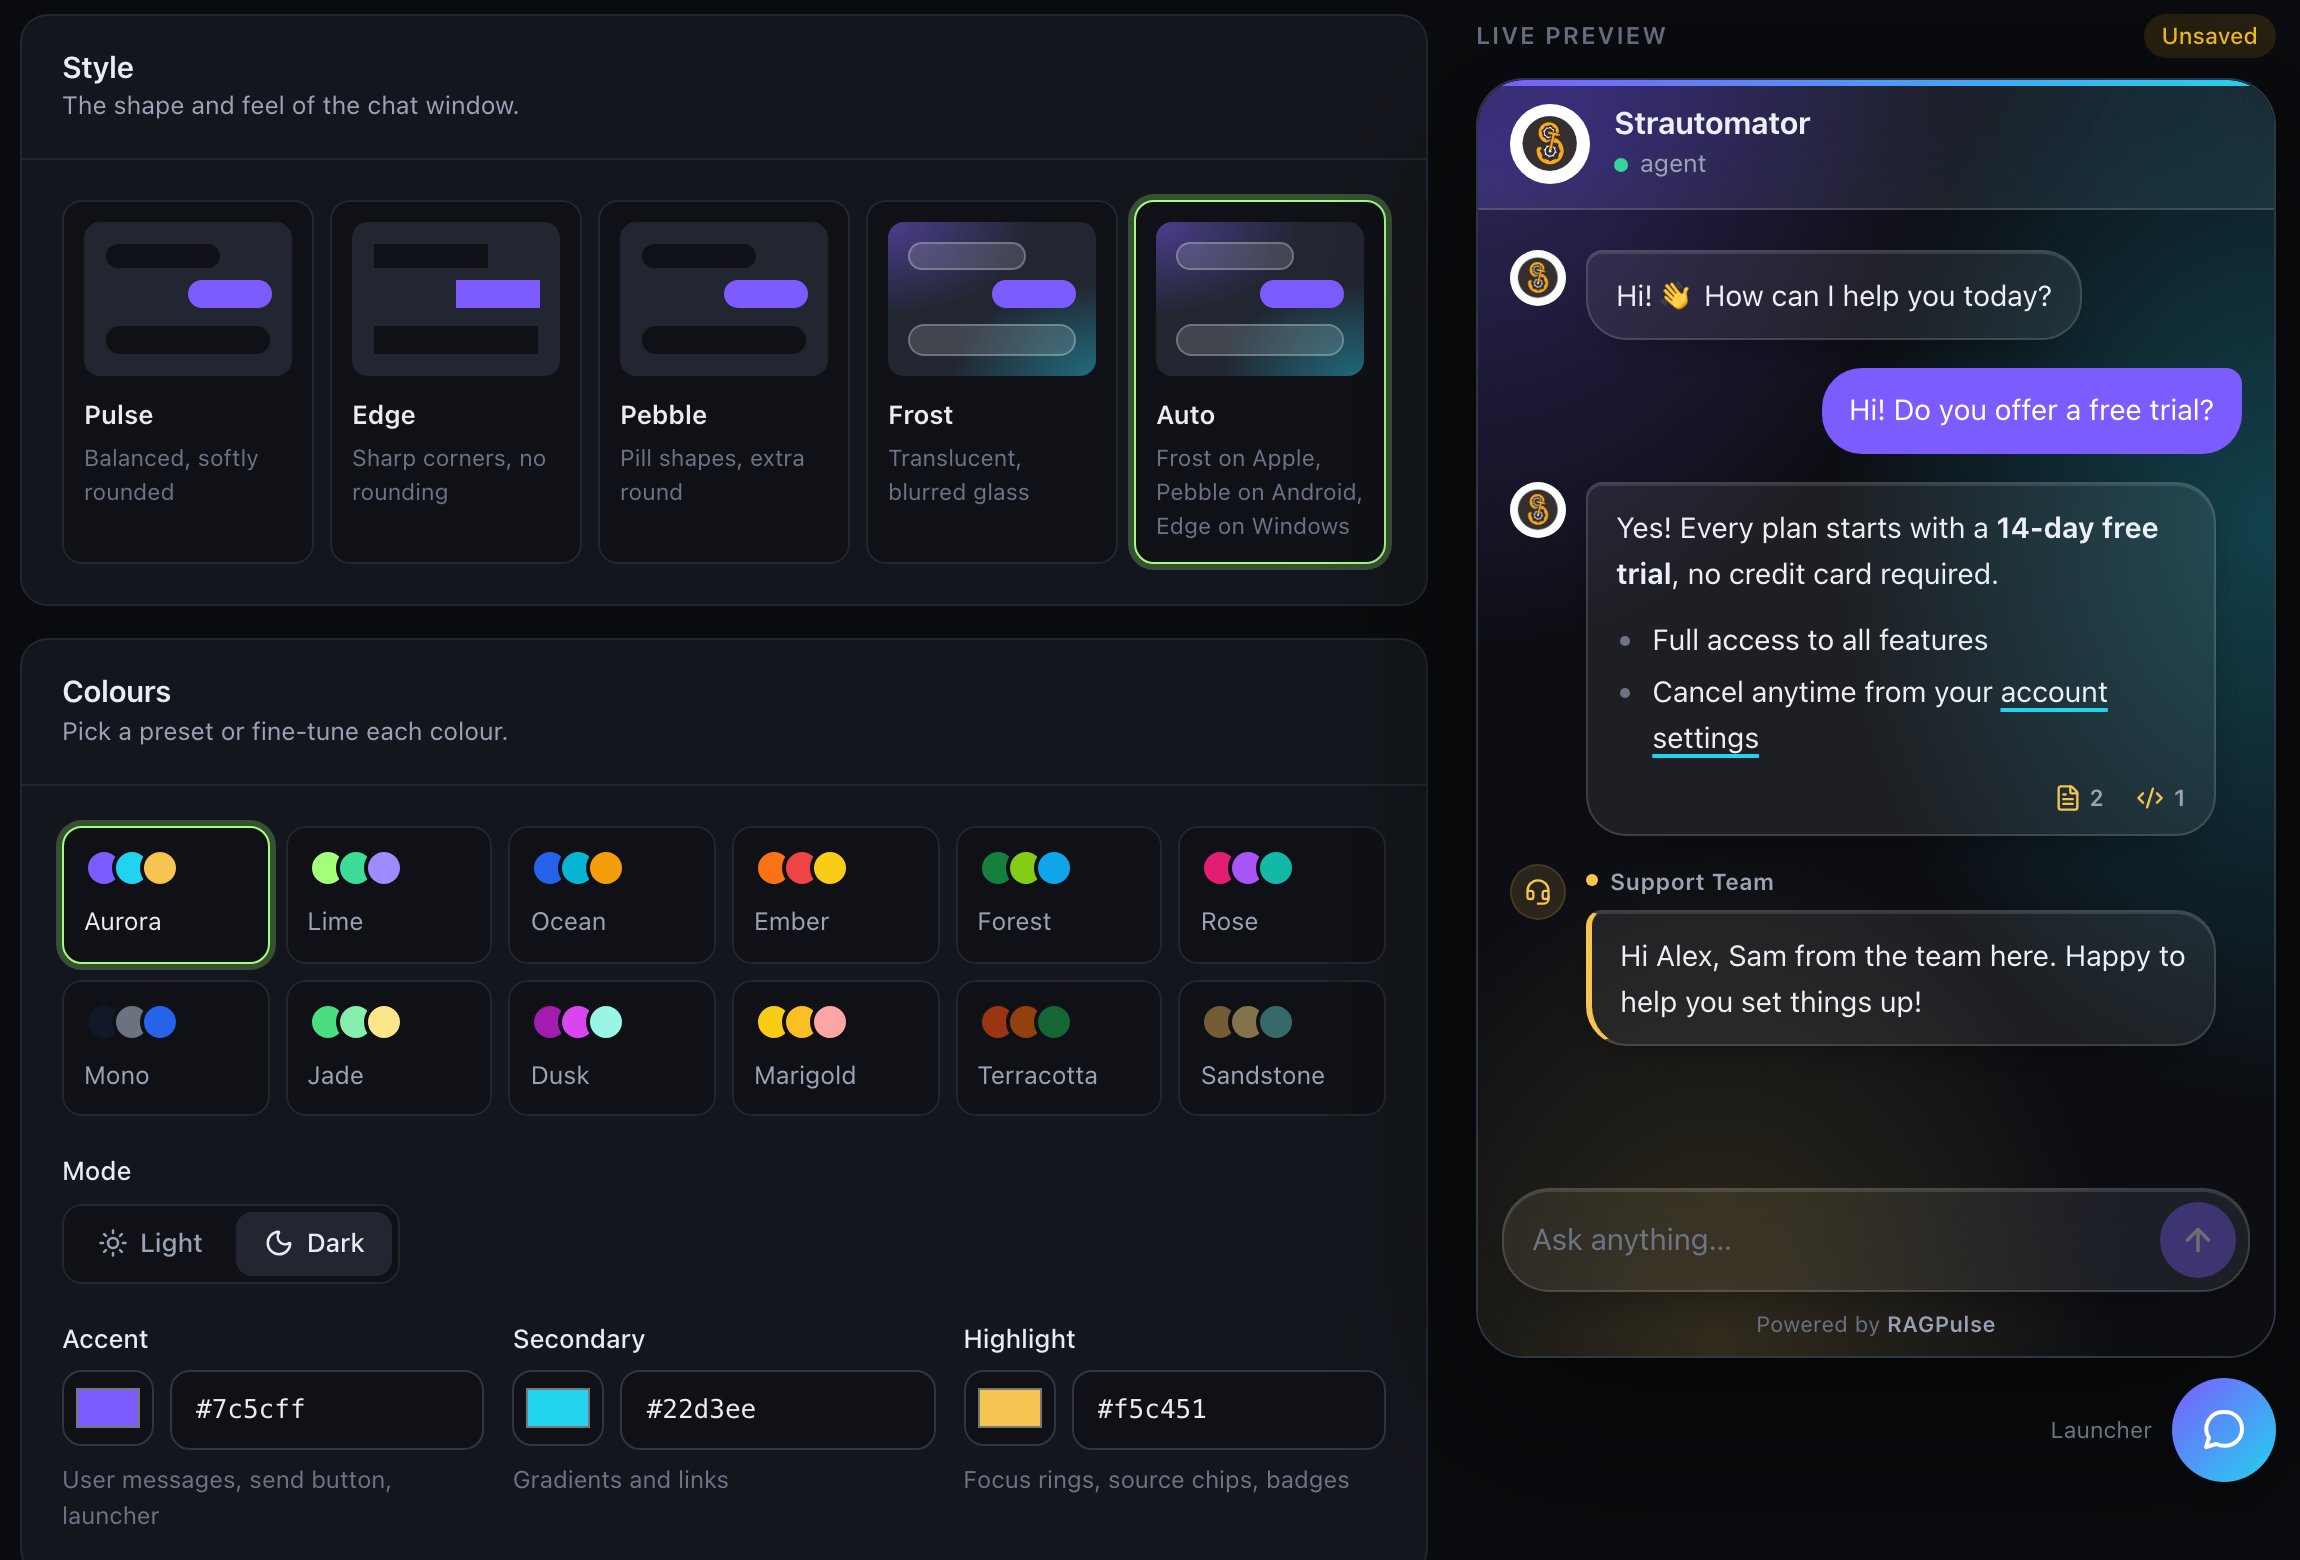 Style
The shape and feel of the chat window.
Pulse
Balanced, softly
rounded
Edge
Sharp corners, no
rounding
Pebble
Pill shapes, extra
round
Frost
Translucent,
blurred glass
Auto
Frost on Apple,
Pebble on Android,
Edge on Windows
Colours
Pick a preset or fine-tune each colour.
Aurora
Lime
Ocean
Ember
Forest
Rose
Mono
Jade
Dusk
Marigold
Terracotta
Sandstone
Mode
Light
Dark
Accent
#7c5cff
User messages, send button,
launcher
Secondary
#22d3ee
Gradients and links
Highlight
#f5c451
Focus rings, source chips, badges
LIVE PREVIEW
Unsaved
Strautomator
agent
Hi! 👋 How can I help you today?
Hi! Do you offer a free trial?
Yes! Every plan starts with a 14-day free
trial, no credit card required.
Full access to all features
Cancel anytime from your account
settings
2
1
Support Team
Hi Alex, Sam from the team here. Happy to
help you set things up!
Ask anything...
Powered by RAGPulse
Launcher